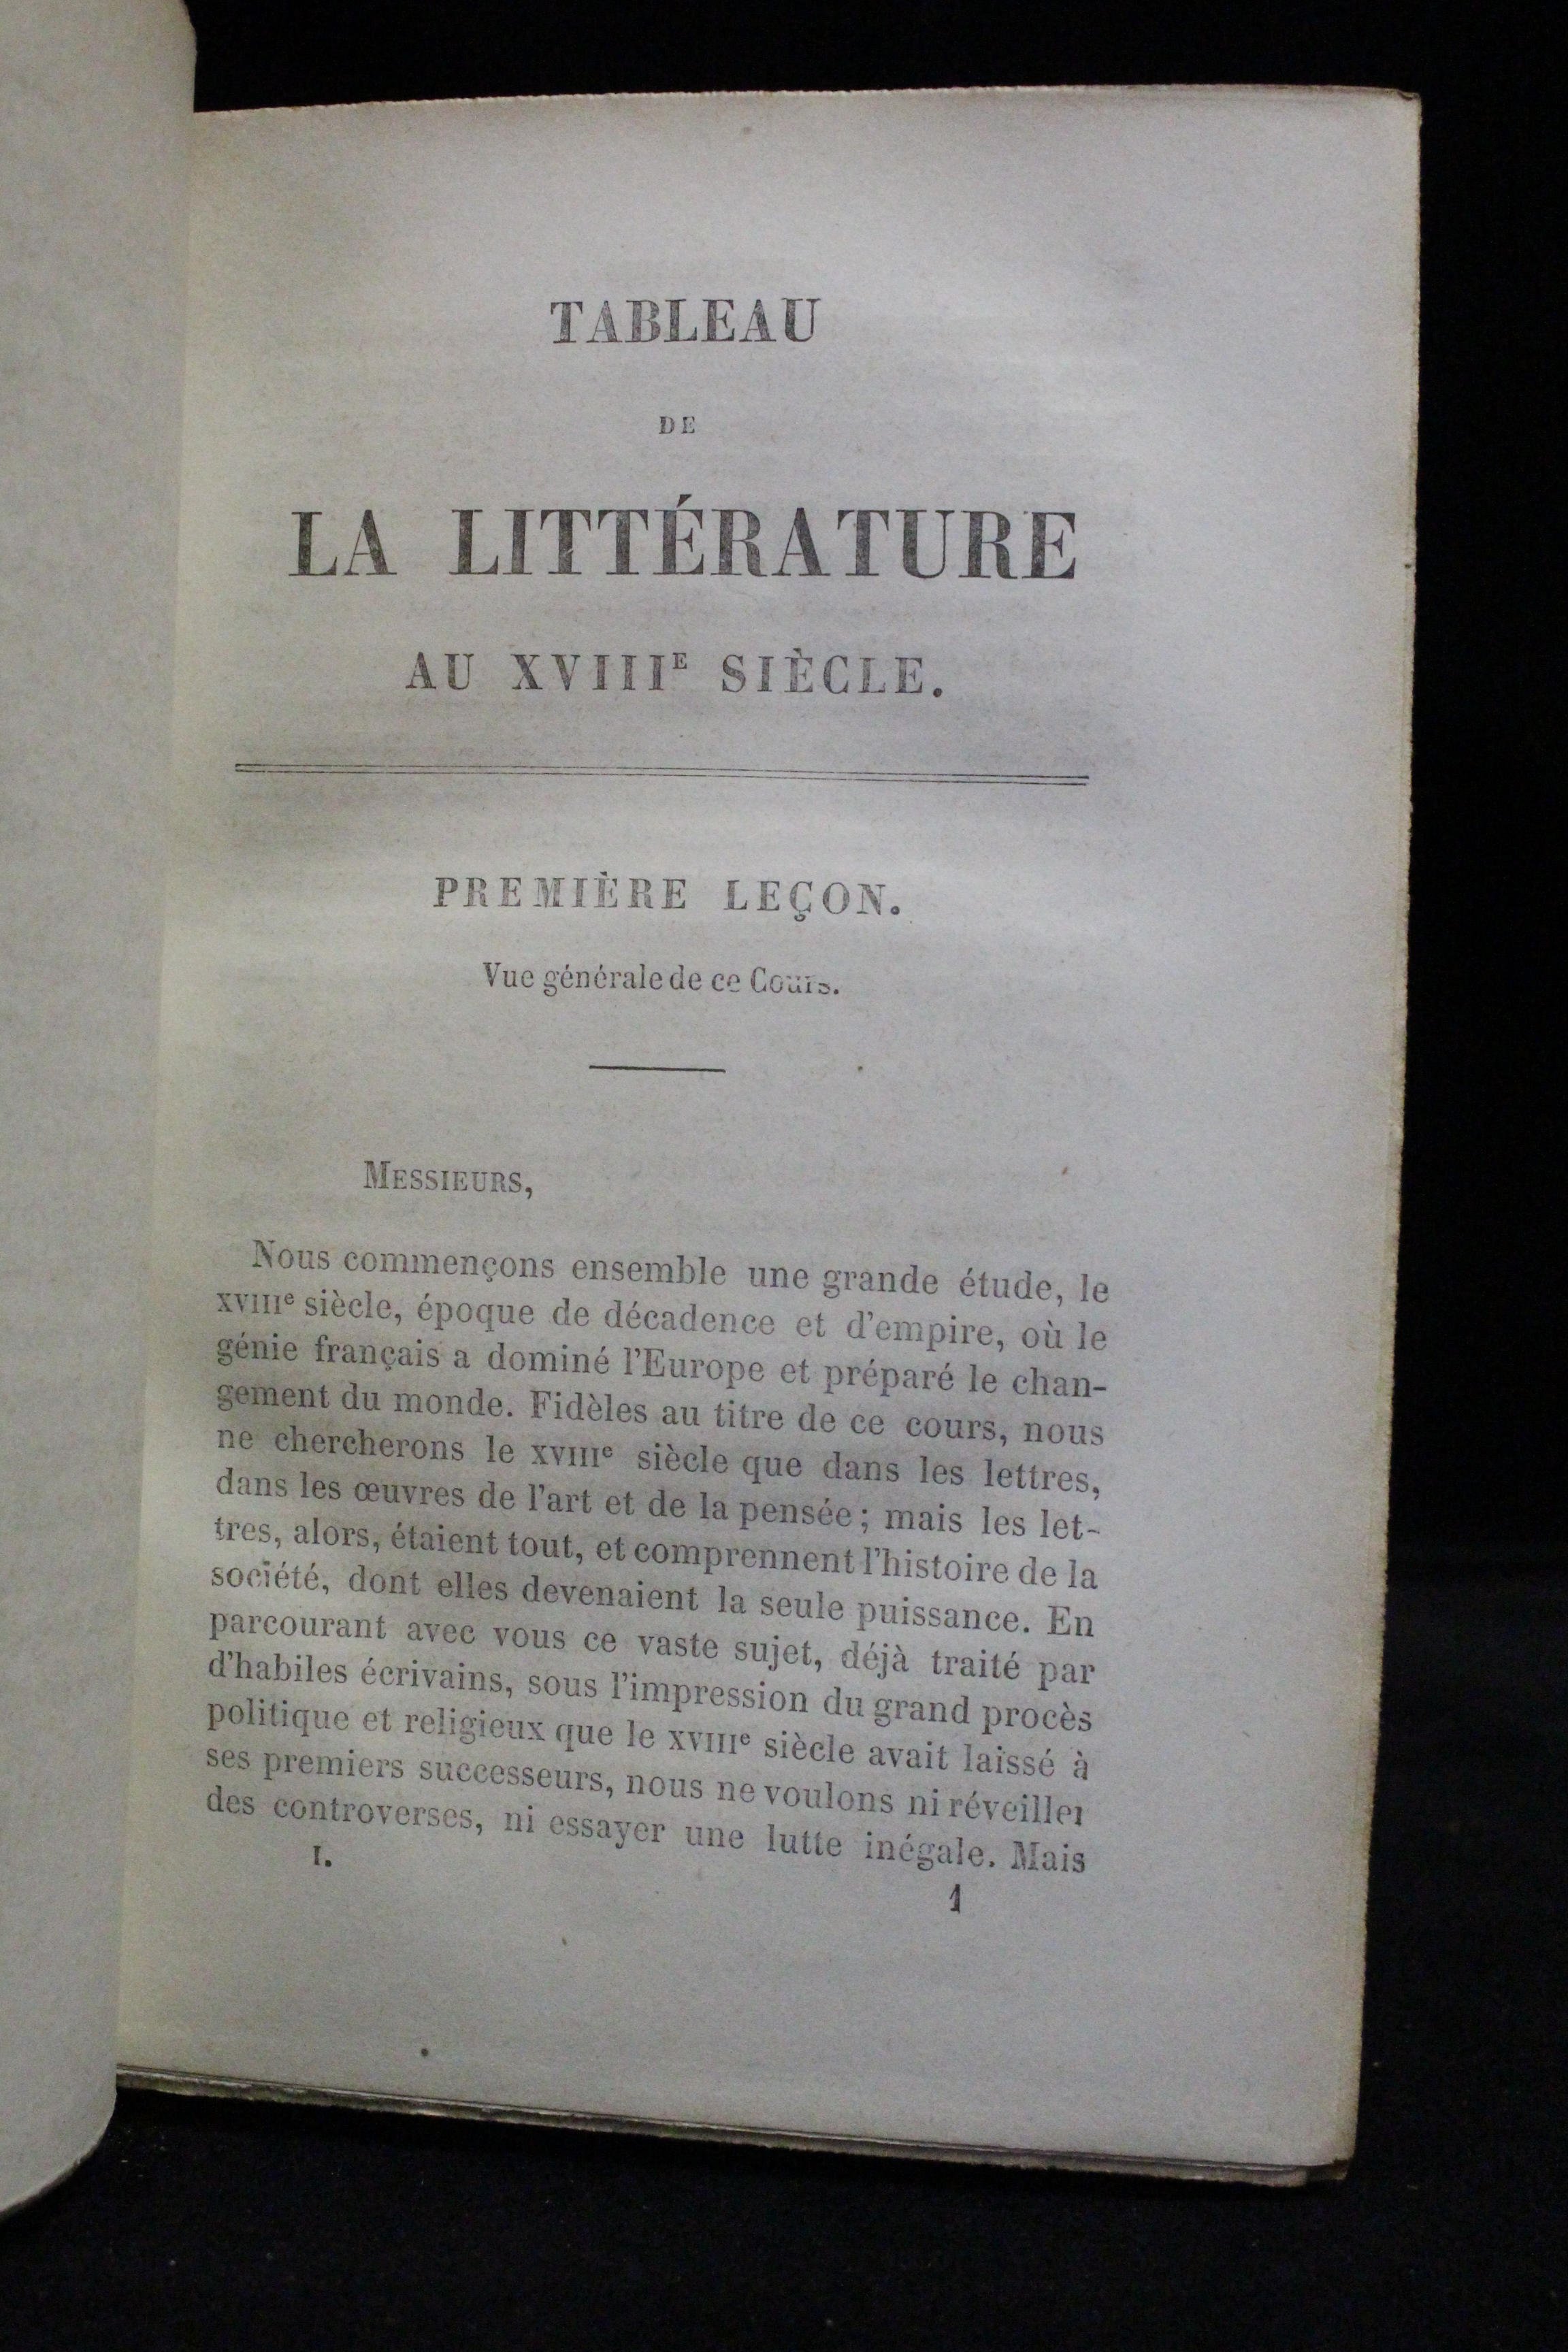 TABLEAU
DE
LA LITTÉRATURE
AU XVIIIᴱ SIÈCLE.
PREMIÈRE LEÇON.
Vue générale de ce Cours.
MESSIEURS,
Nous commençons ensemble une grande étude, le
XVIIIᵉ siècle, époque de décadence et d'empire, où le
génie français a dominé l'Europe et préparé le chan-
gement du monde. Fidèles au titre de ce cours, nous
ne chercherons le XVIIIᵉ siècle que dans les lettres,
dans les œuvres de l'art et de la pensée; mais les let-
tres, alors, étaient tout, et comprennent l'histoire de la
société, dont elles devenaient la seule puissance. En
parcourant avec vous ce vaste sujet, déjà traité par
d'habiles écrivains, sous l'impression du grand procès
politique et religieux que le XVIIIᵉ siècle avait laissé à
ses premiers successeurs, nous ne voulons ni réveiller
des controverses, ni essayer une lutte inégale. Mais
I.
1